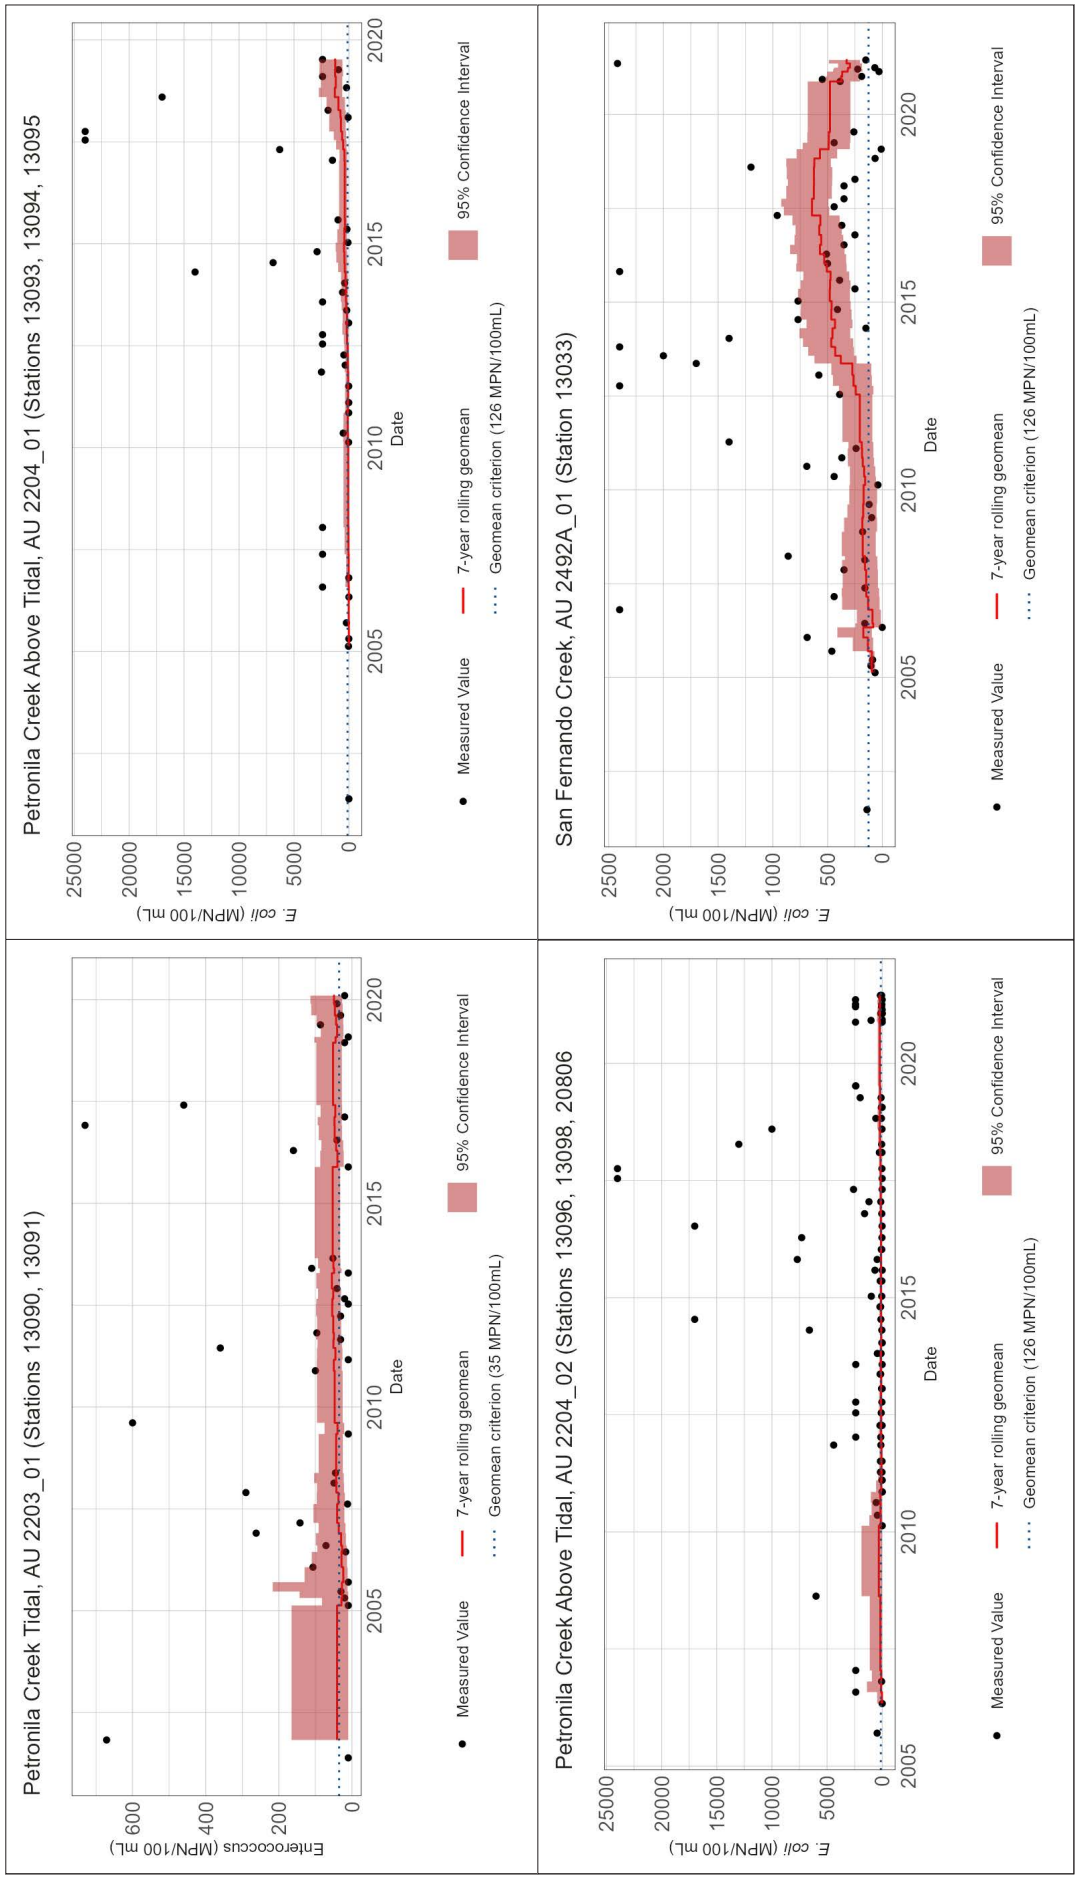 Petronila Creek Tidal, AU 2203_01 (Stations 13090, 13091)
Enterococcus (MPN/100 mL)
600
400
200
0
2005
2010
2015
2020
Date
Measured Value
7-year rolling geomean
95% Confidence Interval
Geomean criterion (35 MPN/100mL)
Petronila Creek Above Tidal, AU 2204_01 (Stations 13093, 13094, 13095
E. coli (MPN/100 mL)
25000
20000
15000
10000
5000
0
2005
2010
2015
2020
Date
Measured Value
7-year rolling geomean
95% Confidence Interval
Geomean criterion (126 MPN/100mL)
Petronila Creek Above Tidal, AU 2204_02 (Stations 13096, 13098, 20806
E. coli (MPN/100 mL)
25000
20000
15000
10000
5000
0
2005
2010
2015
2020
Date
Measured Value
7-year rolling geomean
95% Confidence Interval
Geomean criterion (126 MPN/100mL)
San Fernando Creek, AU 2492A_01 (Station 13033)
E. coli (MPN/100 mL)
2500
2000
1500
1000
500
0
2005
2010
2015
2020
Date
Measured Value
7-year rolling geomean
95% Confidence Interval
Geomean criterion (126 MPN/100mL)